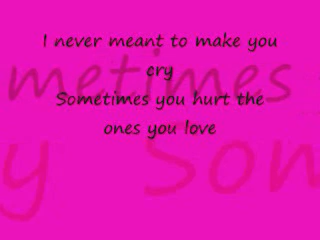 I never meant to make you
cry
Sometimes you hurt the
ones you love